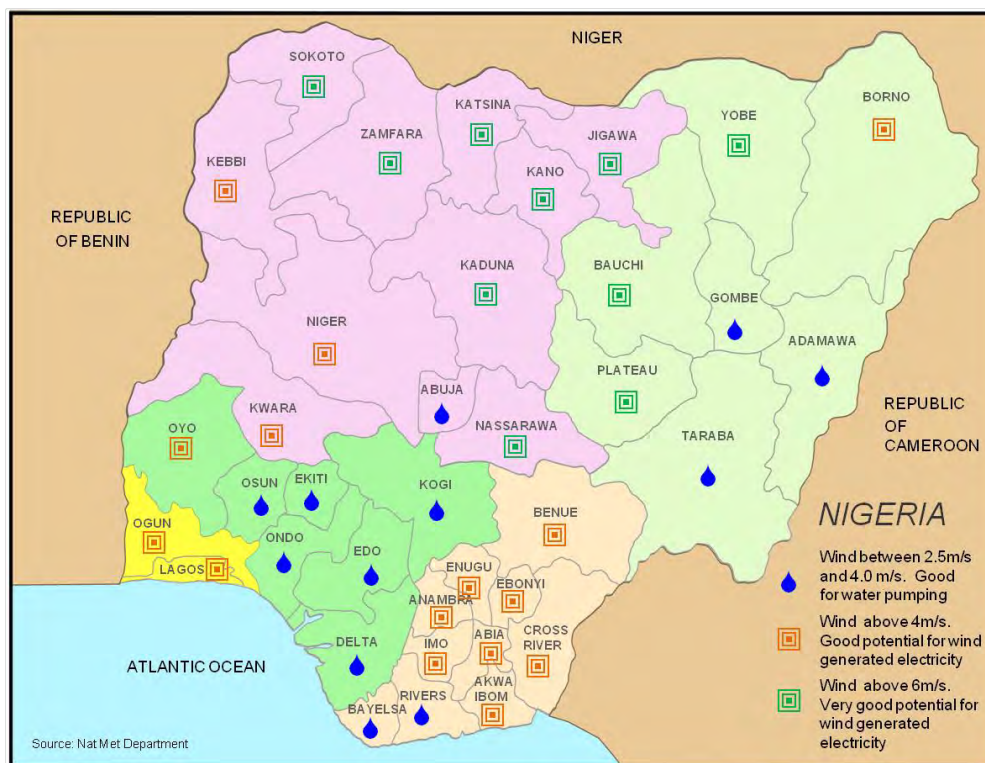 NIGER
SOKOTO
KATSINA
BORNO
YOBE
ZAMFARA
JIGAWA
KEBBI
KANO
REPUBLIC
OF BENIN
KADUNA
BAUCHI
GOMBE
NIGER
ADAMAWA
PLATEAU
ABUJA
KWARA
NASSARAWA
REPUBLIC
OF
CAMEROON
OYO
TARABA
OSUN
EKITI
KOGI
BENUE
OGUN
ONDO
EDO
LAGOS
ENUGU
EBONYI
ANAMBRA
DELTA
IMO
ABIA
CROSS
RIVER
ATLANTIC OCEAN
AKWA
IBOM
RIVERS
BAYELSA
NIGERIA
Wind between 2.5m/s
and 4.0 m/s. Good
for water pumping
Wind above 4m/s.
Good potential for wind
generated electricity
Wind above 6m/s.
Very good potential for
wind generated
electricity
Source: Nat Met Department